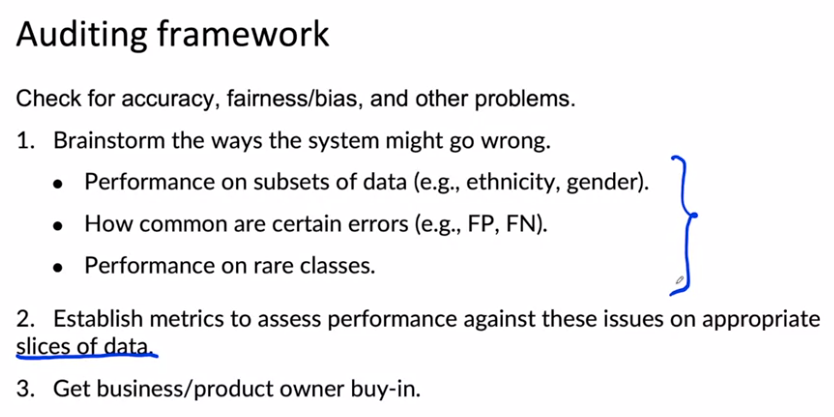 Auditing framework
Check for accuracy, fairness/bias, and other problems.
1. Brainstorm the ways the system might go wrong.
• Performance on subsets of data (e.g., ethnicity, gender).
• How common are certain errors (e.g., FP, FN).
• Performance on rare classes.
2. Establish metrics to assess performance against these issues on appropriate
slices of data.
3. Get business/product owner buy-in.